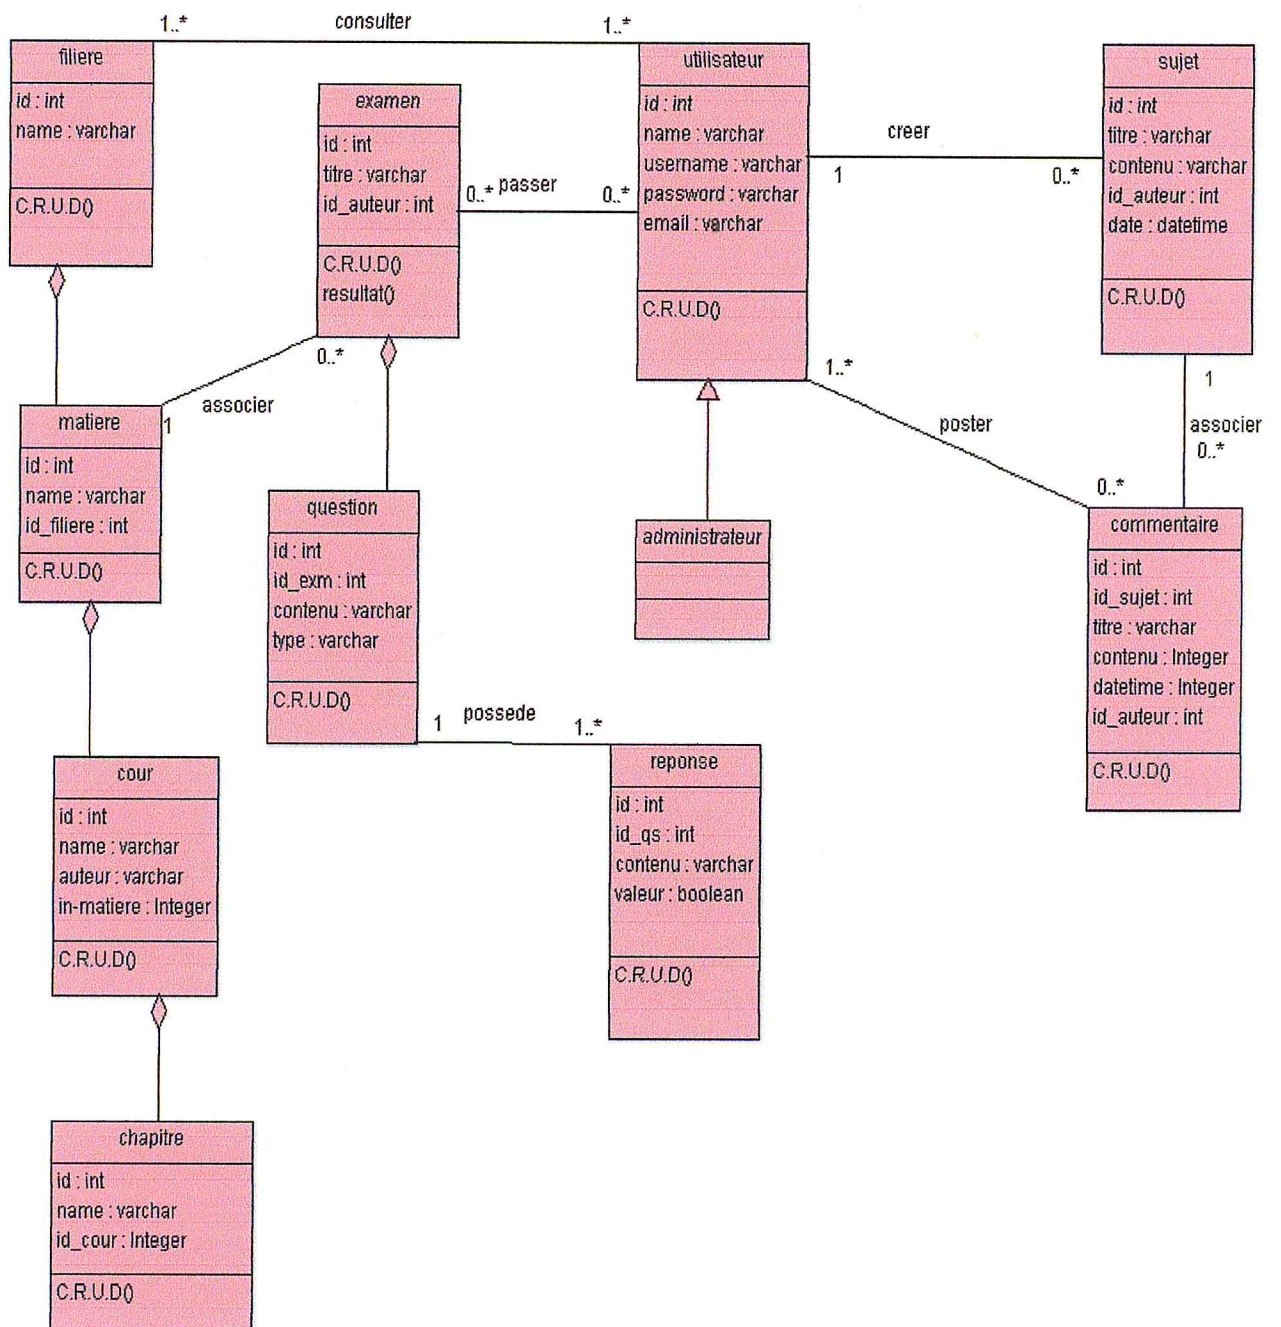 1..* consulter 1..*
filiere
id : int
name : varchar
C.R.U.D()
examen
id : int
titre : varchar
id_auteur : int
C.R.U.D()
resultat()
0..* passer 0..*
utilisateur
id : int
name : varchar
username : varchar
password : varchar
email : varchar
C.R.U.D()
creer
1 0..*
sujet
id : int
titre : varchar
contenu : varchar
id_auteur : int
date : datetime
C.R.U.D()
0..*
associer
1
1..*
poster
0..*
1
associer
0..*
matiere
id : int
name : varchar
id_filiere : int
C.R.U.D()
question
id : int
id_exm : int
contenu : varchar
type : varchar
C.R.U.D()
administrateur
commentaire
id : int
id_sujet : int
titre : varchar
contenu : Integer
datetime : Integer
id_auteur : int
C.R.U.D()
1 possede 1..*
reponse
id : int
id_qs : int
contenu : varchar
valeur : boolean
C.R.U.D()
cour
id : int
name : varchar
auteur : varchar
in-matiere : Integer
C.R.U.D()
chapitre
id : int
name : varchar
id_cour : Integer
C.R.U.D()